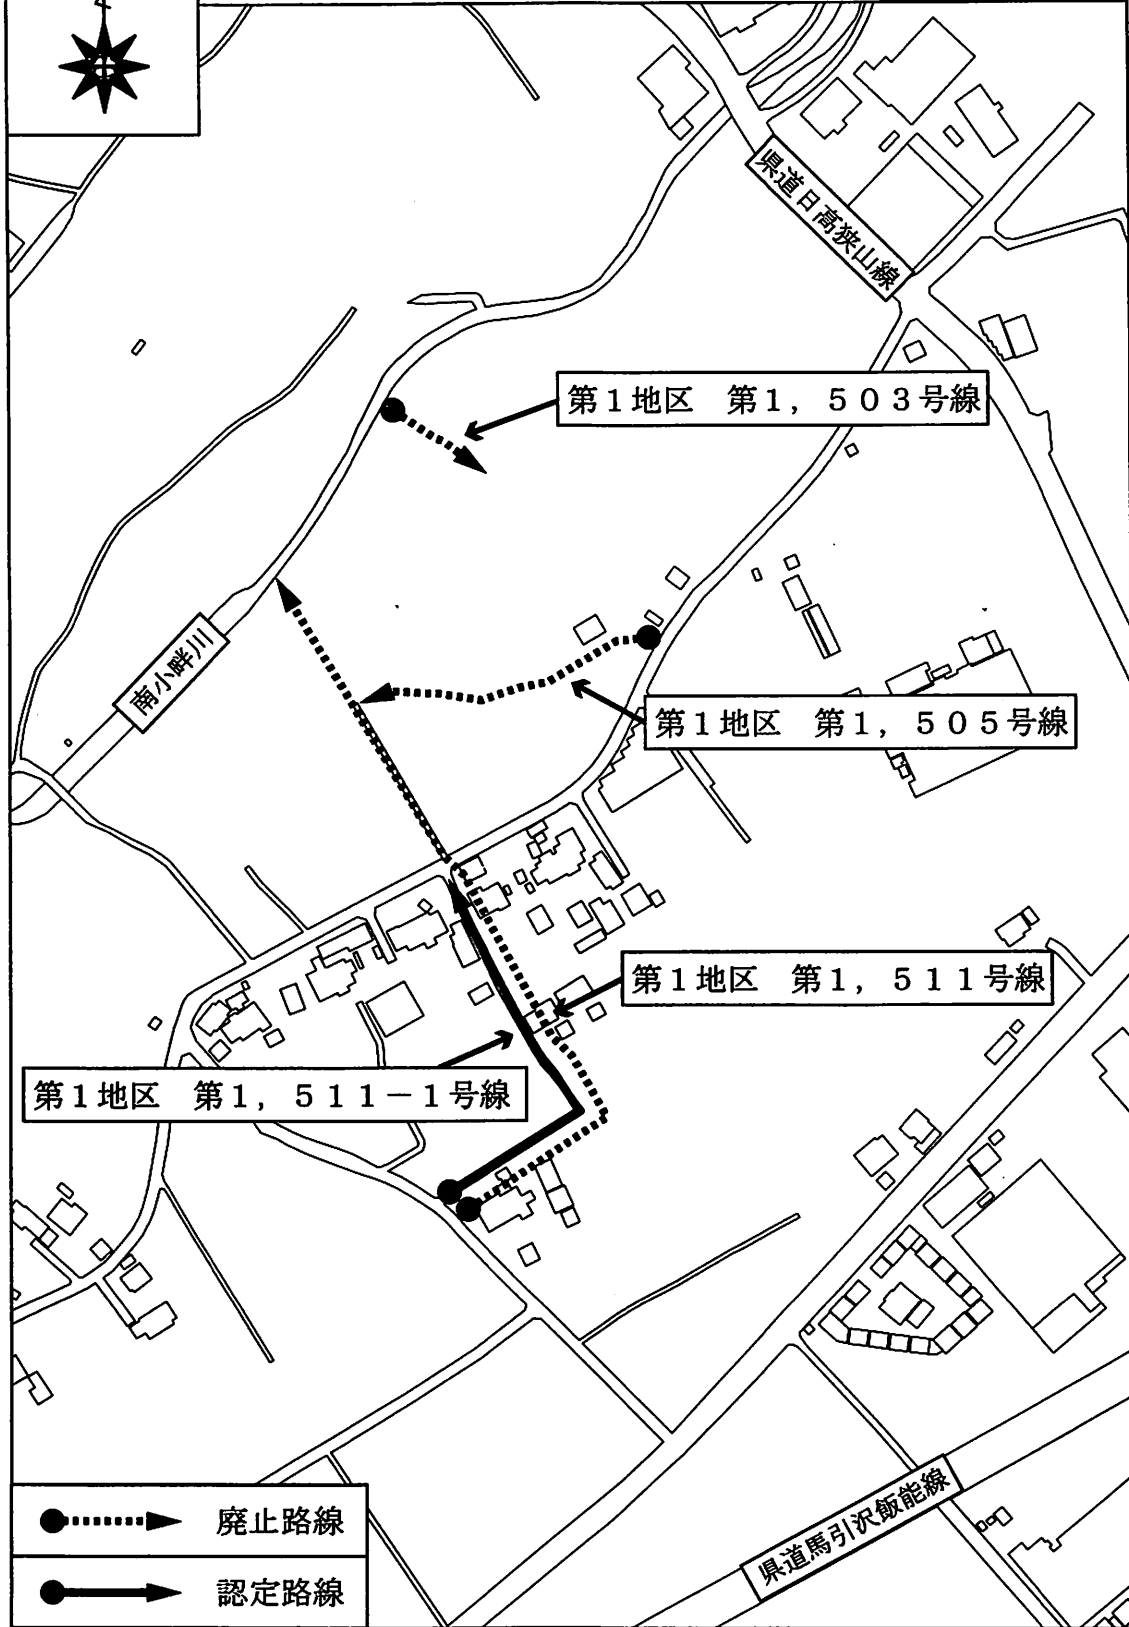 県道日高狭山線
第１地区　第１，５０３号線
南小畔川
第１地区　第１，５０５号線
第１地区　第１，５１１号線
第１地区　第１，５１１－１号線
県道馬引沢飯能線
廃止路線
認定路線